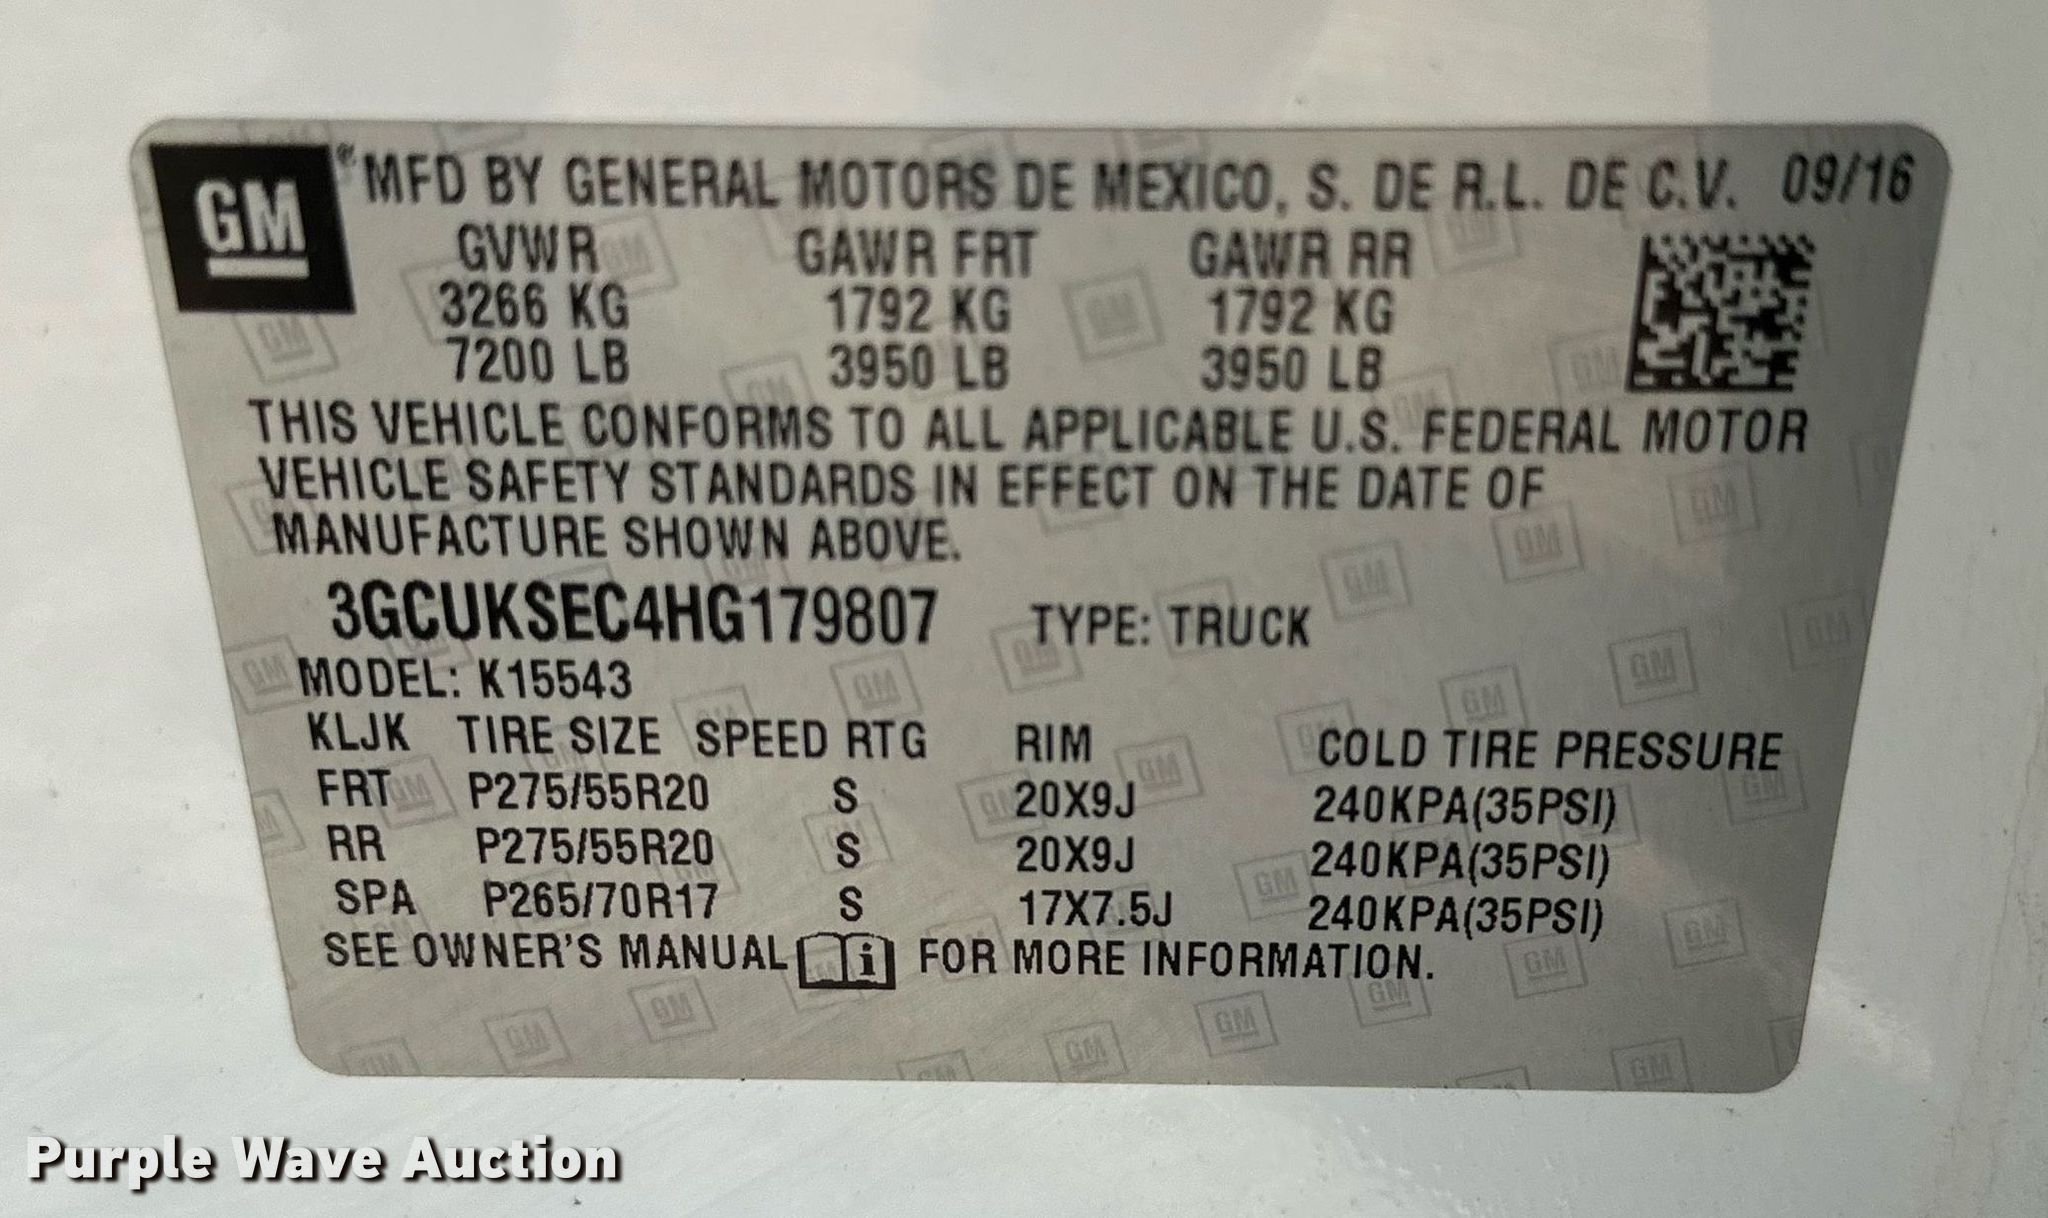 GM ® MFD BY GENERAL MOTORS DE MEXICO, S. DE R.L. DE C.V. 09/16
GVWR GAWR FRT GAWR RR
3266 KG 1792 KG 1792 KG
7200 LB 3950 LB 3950 LB
THIS VEHICLE CONFORMS TO ALL APPLICABLE U.S. FEDERAL MOTOR
VEHICLE SAFETY STANDARDS IN EFFECT ON THE DATE OF
MANUFACTURE SHOWN ABOVE.
3GCUKSEC4HG179807 TYPE: TRUCK
MODEL: K15543
KLJK TIRE SIZE SPEED RTG RIM COLD TIRE PRESSURE
FRT P275/55R20 S 20X9J 240KPA(35PSI)
RR P275/55R20 S 20X9J 240KPA(35PSI)
SPA P265/70R17 S 17X7.5J 240KPA(35PSI)
SEE OWNER'S MANUAL i FOR MORE INFORMATION.
Purple Wave Auction